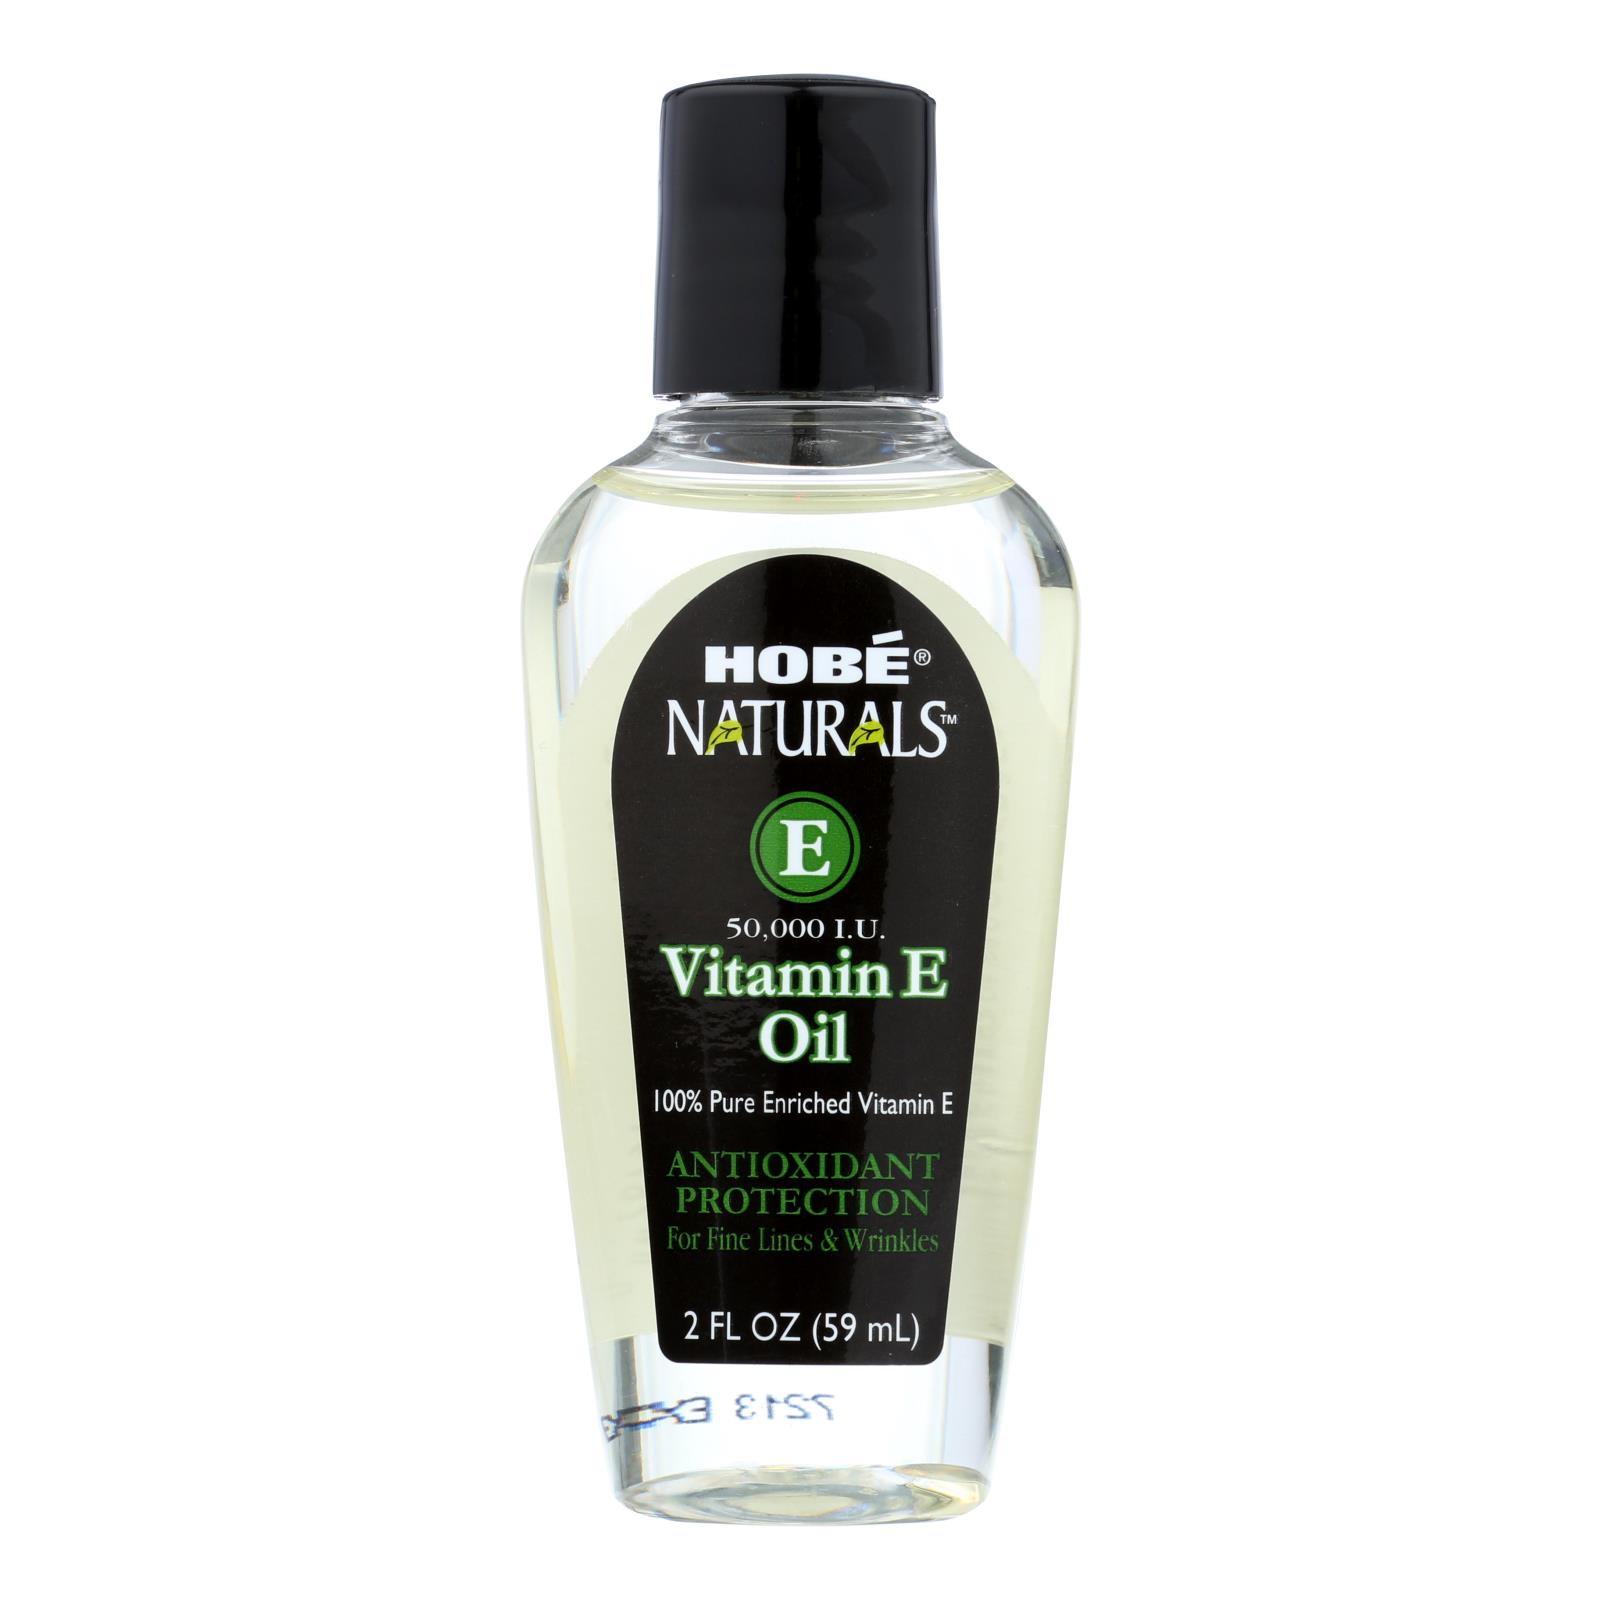 HOBÉ®
NATURALS™
E
50,000 I.U.
Vitamin E
Oil
100% Pure Enriched Vitamin E
ANTIOXIDANT
PROTECTION
For Fine Lines & Wrinkles
2 FL OZ (59 mL)
7213